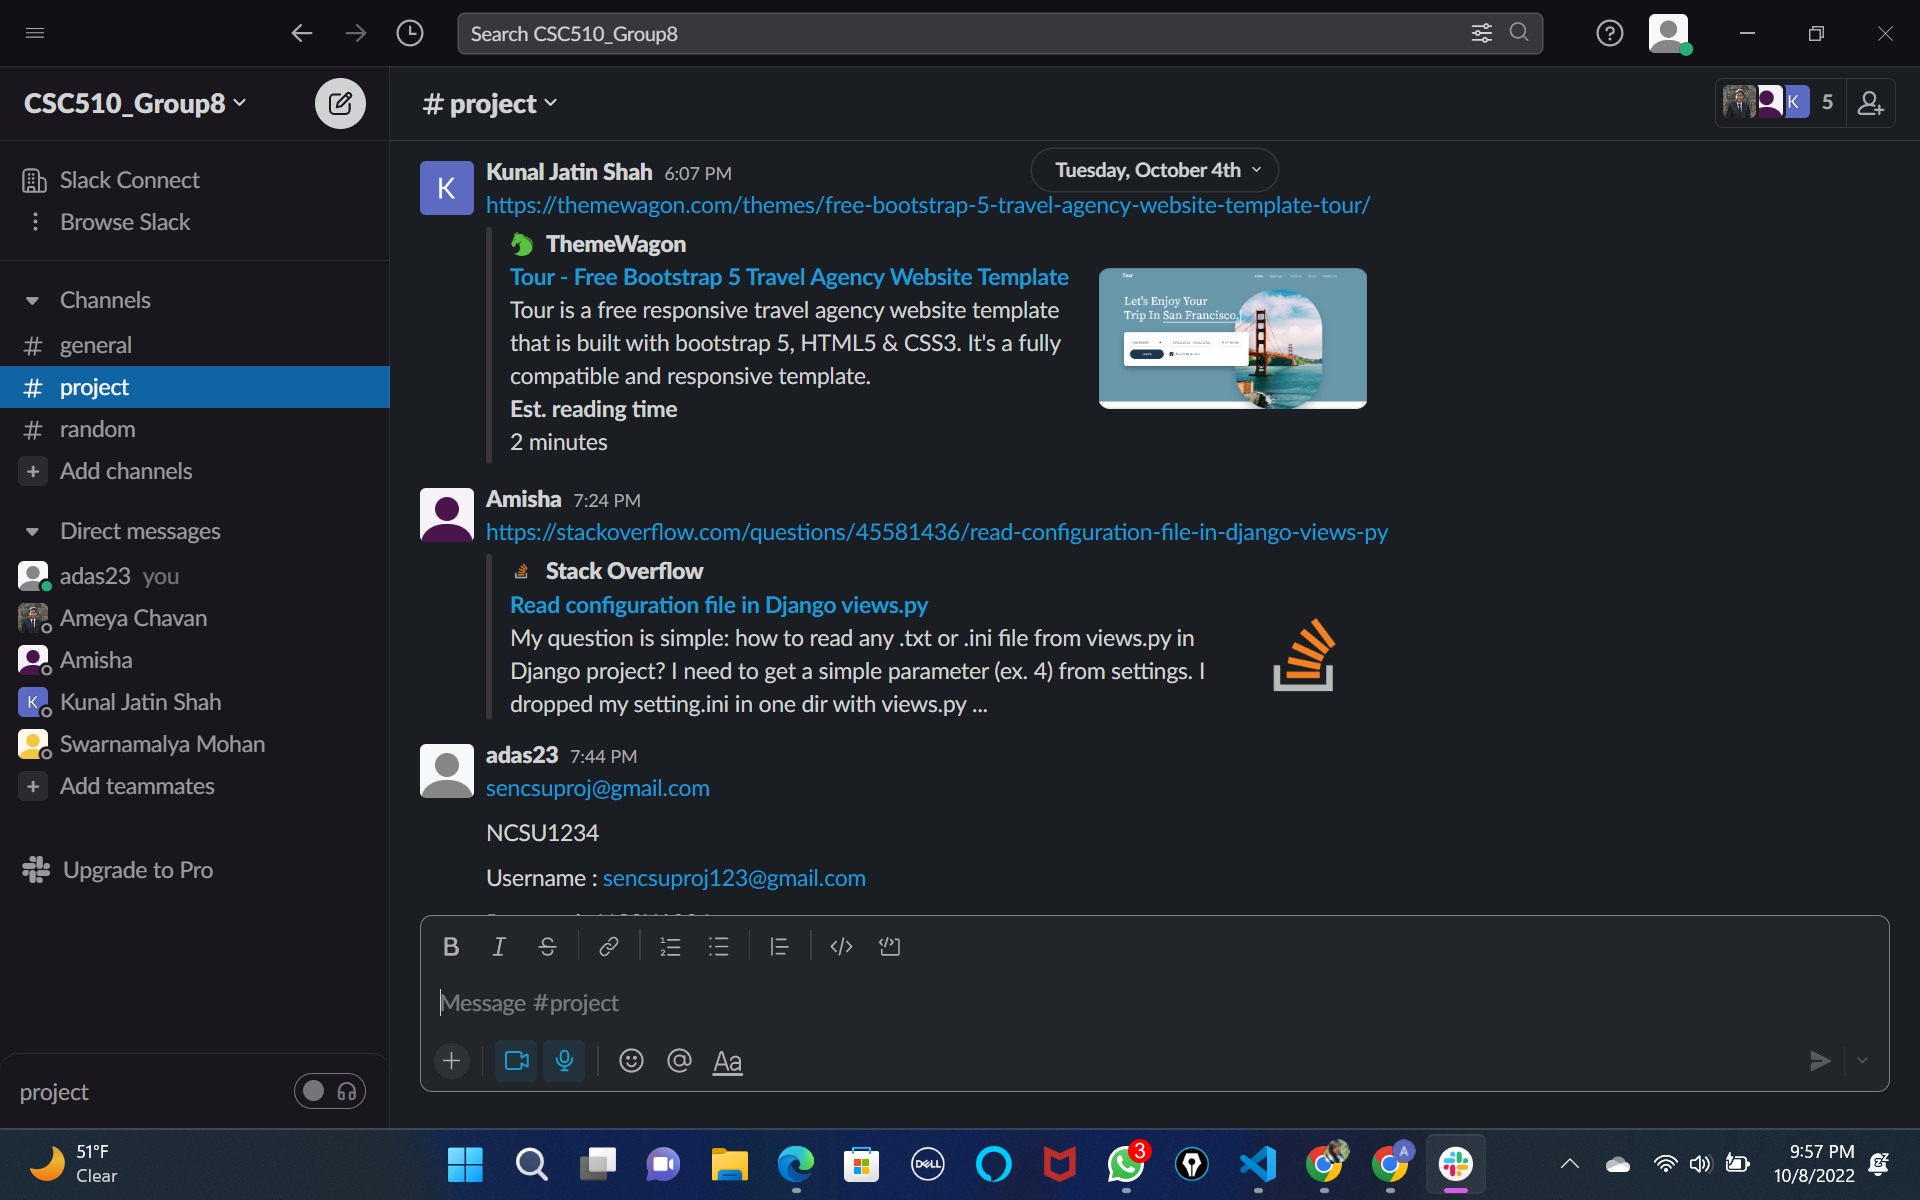 Search CSC510_Group8
CSC510_Group8
# project
K 5
Slack Connect
Browse Slack
Channels
# general
# project
# random
+ Add channels
Direct messages
adas23 you
Ameya Chavan
Amisha
K Kunal Jatin Shah
Swarnamalya Mohan
+ Add teammates
Upgrade to Pro
project
Tuesday, October 4th
K
Kunal Jatin Shah 6:07 PM
https://themewagon.com/themes/free-bootstrap-5-travel-agency-website-template-tour/
ThemeWagon
Tour - Free Bootstrap 5 Travel Agency Website Template
Tour is a free responsive travel agency website template
that is built with bootstrap 5, HTML5 & CSS3. It's a fully
compatible and responsive template.
Est. reading time
2 minutes
Let's Enjoy Your
Trip In San Francisco.
Amisha 7:24 PM
https://stackoverflow.com/questions/45581436/read-configuration-file-in-django-views-py
Stack Overflow
Read configuration file in Django views.py
My question is simple: how to read any .txt or .ini file from views.py in
Django project? I need to get a simple parameter (ex. 4) from settings. I
dropped my setting.ini in one dir with views.py ...
adas23 7:44 PM
sencsuproj@gmail.com
NCSU1234
Username : sencsuproj123@gmail.com
B I S
Message #project
Aa
51°F
Clear
DELL
3
A
9:57 PM
10/8/2022